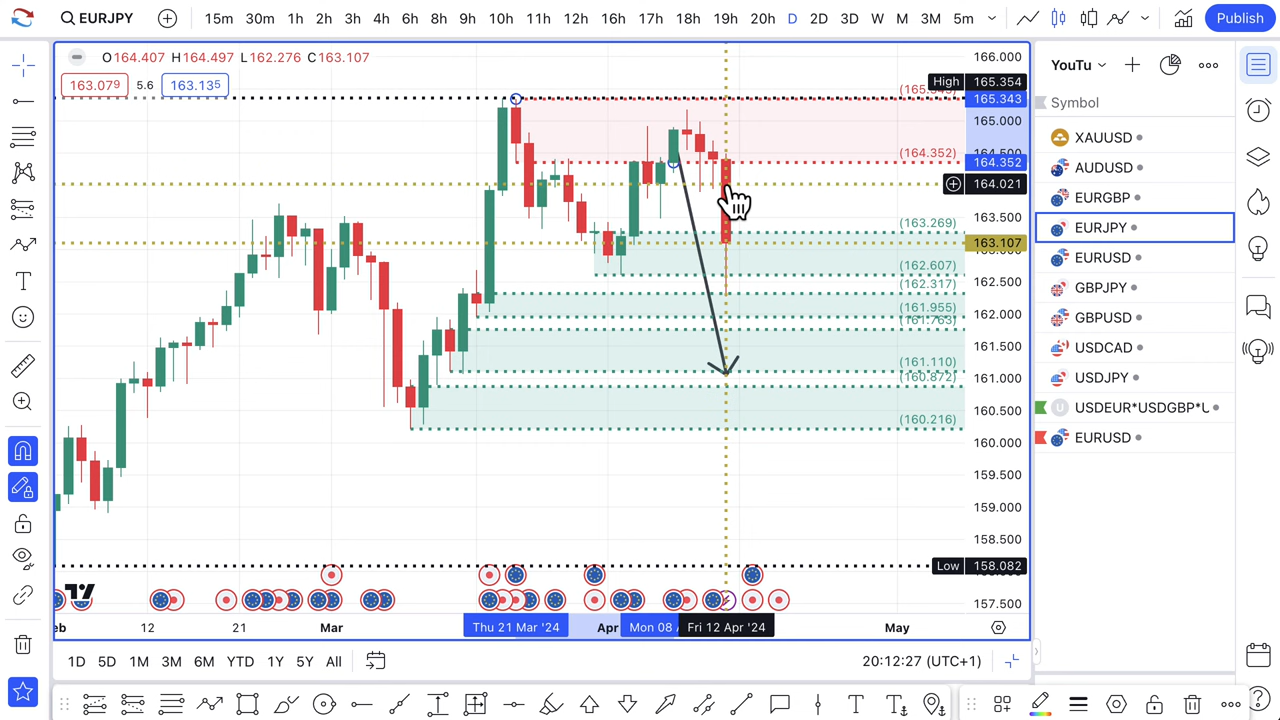 EURJPY 15m 30m 1h 2h 3h 4h 6h 8h 9h 10h 11h 12h 16h 17h 18h 19h 20h D 2D 3D W M 3M 5m Publish
O164.407 H164.497 L162.276 C163.107
163.079 5.6 163.135
166.000
High 165.354
165.343
165.000
(164.352)
164.352
164.021
163.500
(163.269)
163.107
(162.607)
162.500
(162.317)
162.000
(161.955)
(161.763)
161.500
(161.110)
161.000
(160.872)
160.500
(160.216)
160.000
159.500
159.000
158.500
Low 158.082
157.500
12 21 Mar Thu 21 Mar '24 Apr Mon 08 Fri 12 Apr '24 May
1D 5D 1M 3M 6M YTD 1Y 5Y All 20:12:27 (UTC+1)
YouTu
Symbol
XAUUSD
AUDUSD
EURGBP
EURJPY
EURUSD
GBPJPY
GBPUSD
USDCAD
USDJPY
USDEUR*USDGBP*U
EURUSD